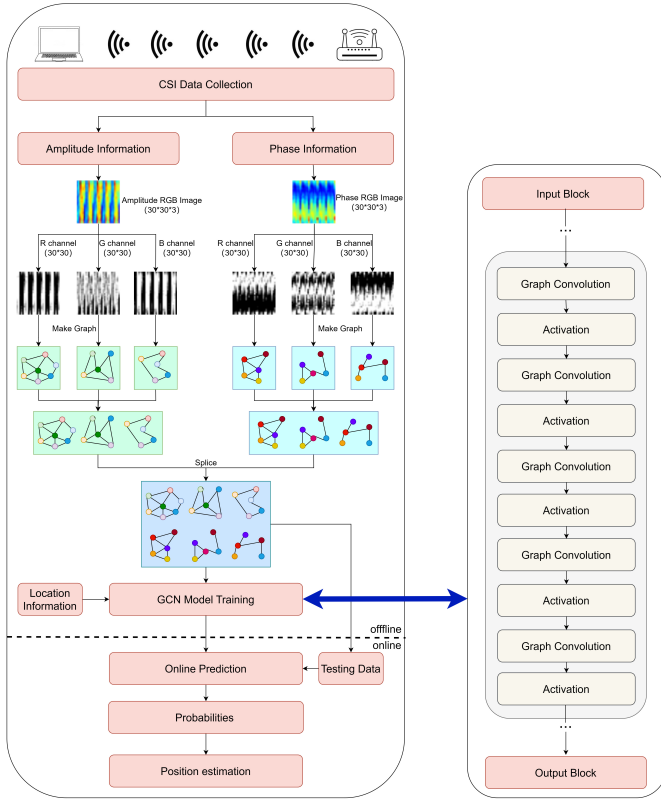 CSI Data Collection
Amplitude Information
Phase Information
Amplitude RGB Image
(30*30*3)
Phase RGB Image
(30*30*3)
R channel
(30*30)
G channel
(30*30)
B channel
(30*30)
R channel
(30*30)
G channel
(30*30)
B channel
(30*30)
Make Graph
Make Graph
Splice
Location
Information
GCN Model Training
offfline
online
Online Prediction
Testing Data
Probabilities
Position estimation
Input Block
...
Graph Convolution
Activation
Graph Convolution
Activation
Graph Convolution
Activation
Graph Convolution
Activation
Graph Convolution
Activation
...
Output Block